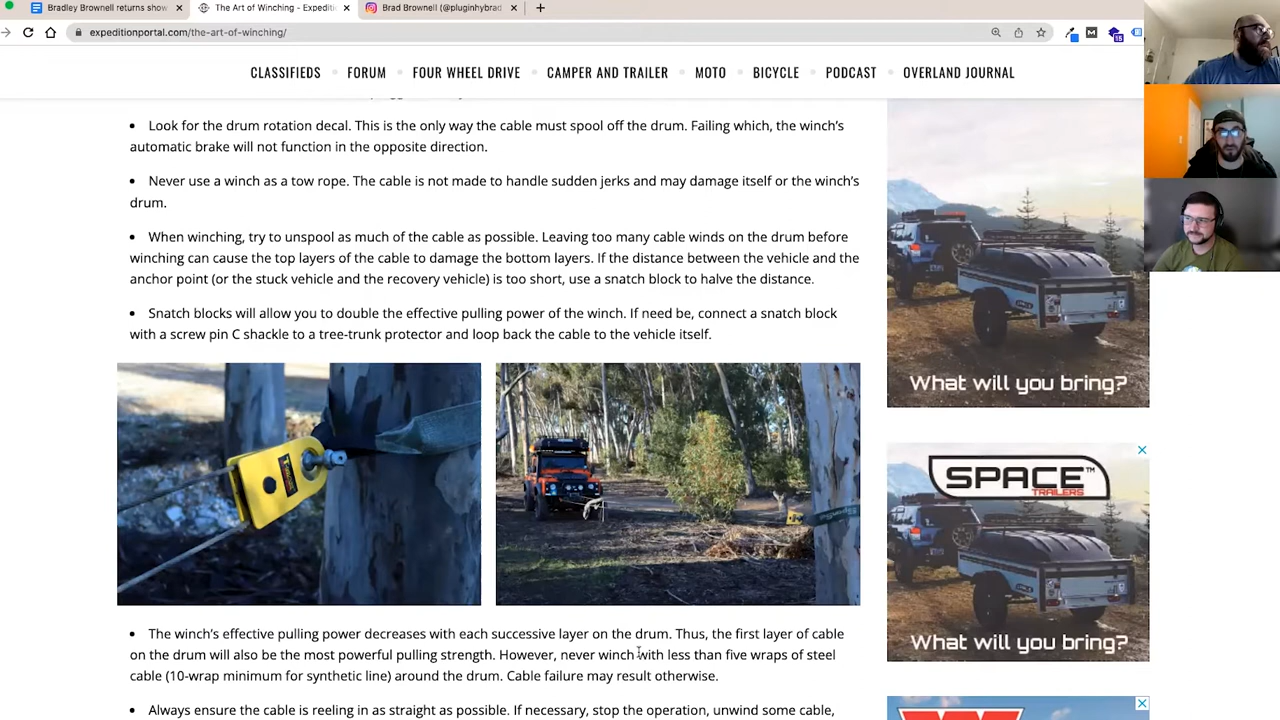 Bradley Brownell returns show
The Art of Winching - Expediti
Brad Brownell (@pluginhybrad
expeditionportal.com/the-art-of-winching/
15
CLASSIFIEDS FORUM FOUR WHEEL DRIVE CAMPER AND TRAILER MOTO BICYCLE PODCAST OVERLAND JOURNAL
Look for the drum rotation decal. This is the only way the cable must spool off the drum. Failing which, the winch's
automatic brake will not function in the opposite direction.
Never use a winch as a tow rope. The cable is not made to handle sudden jerks and may damage itself or the winch's
drum.
When winching, try to unspool as much of the cable as possible. Leaving too many cable winds on the drum before
winching can cause the top layers of the cable to damage the bottom layers. If the distance between the vehicle and the
anchor point (or the stuck vehicle and the recovery vehicle) is too short, use a snatch block to halve the distance.
Snatch blocks will allow you to double the effective pulling power of the winch. If need be, connect a snatch block
with a screw pin C shackle to a tree-trunk protector and loop back the cable to the vehicle itself.
The winch's effective pulling power decreases with each successive layer on the drum. Thus, the first layer of cable
on the drum will also be the most powerful pulling strength. However, never winch with less than five wraps of steel
cable (10-wrap minimum for synthetic line) around the drum. Cable failure may result otherwise.
Always ensure the cable is reeling in as straight as possible. If necessary, stop the operation, unwind some cable,
What will you bring?
SPACE™
TRAILERS
What will you bring?